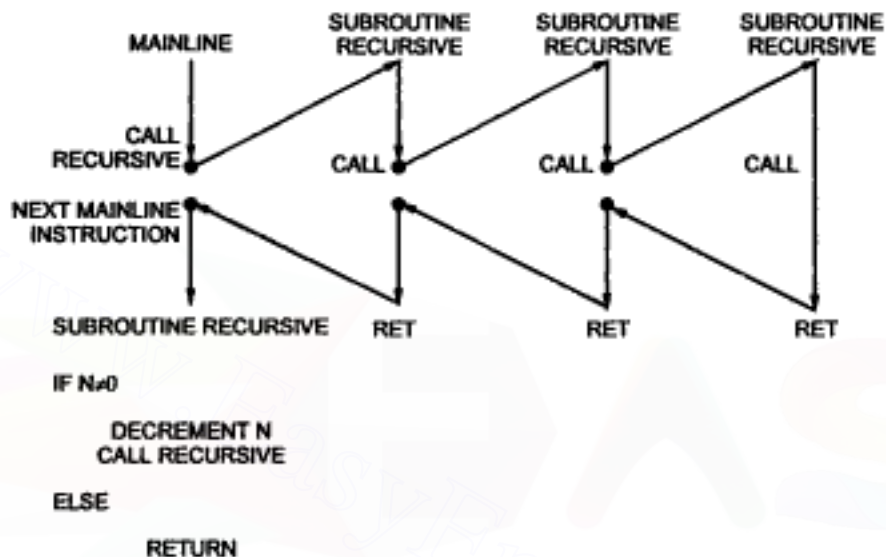 MAINLINE
SUBROUTINE
RECURSIVE
SUBROUTINE
RECURSIVE
SUBROUTINE
RECURSIVE
CALL
RECURSIVE
CALL
CALL
CALL
NEXT MAINLINE
INSTRUCTION
SUBROUTINE RECURSIVE
RET
RET
RET
IF N≠0
DECREMENT N
CALL RECURSIVE
ELSE
RETURN